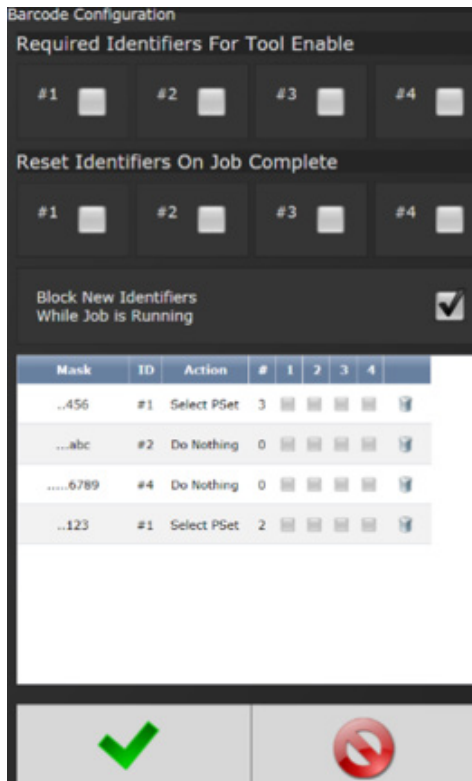 Barcode Configuration
Required Identifiers For Tool Enable
#1 #2 #3 #4
Reset Identifiers On Job Complete
#1 #2 #3 #4
Block New Identifiers
While Job is Running
Mask ID Action # 1 2 3 4
..456 #1 Select PSet 3
...abc #2 Do Nothing 0
.....6789 #4 Do Nothing 0
..123 #1 Select PSet 2